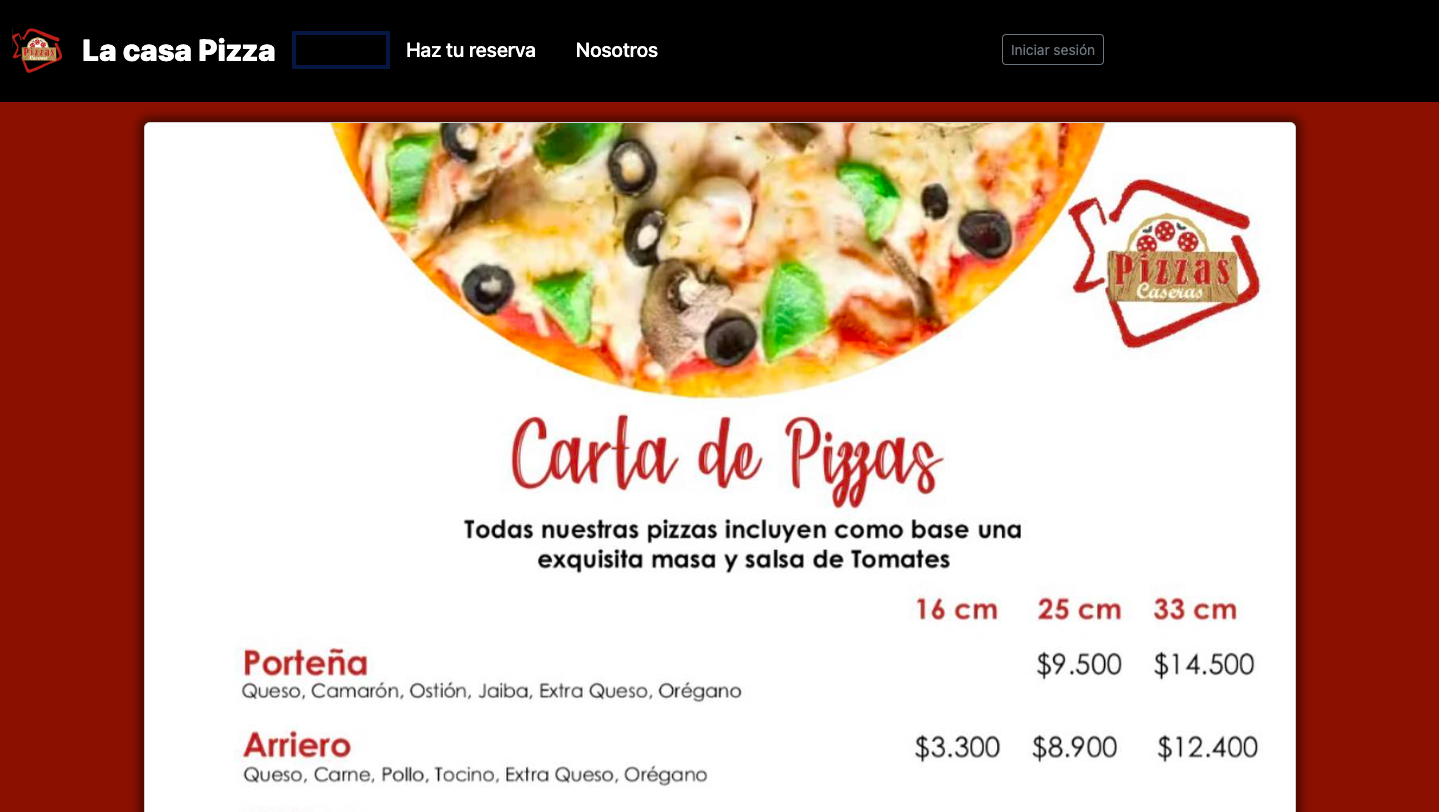 Pizzas
Caseras
La casa Pizza
Haz tu reserva
Nosotros
Iniciar sesión
Pizzas
Caseras
Carta de Pizzas
Todas nuestras pizzas incluyen como base una
exquisita masa y salsa de Tomates
16 cm 25 cm 33 cm
Porteña $9.500 $14.500
Queso, Camarón, Ostión, Jaiba, Extra Queso, Orégano
Arriero $3.300 $8.900 $12.400
Queso, Carne, Pollo, Tocino, Extra Queso, Orégano